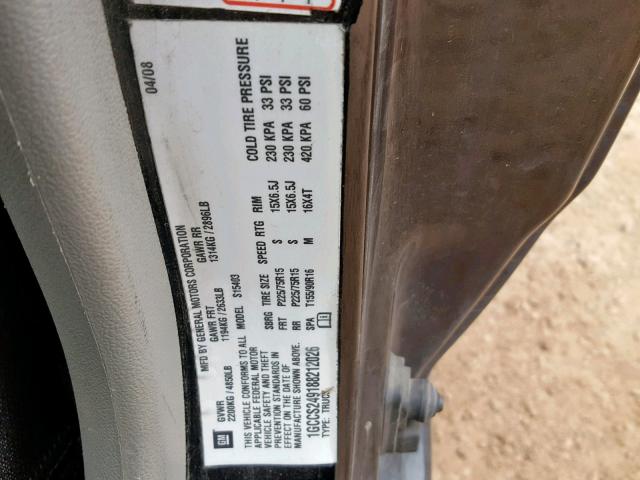 MFD BY GENERAL MOTORS CORPORATION 04/08
GM
GVWR GAWR FRT GAWR RR
2200KG / 4850LB 1194KG / 2633LB 1314KG / 2896LB
THIS VEHICLE CONFORMS TO ALL
APPLICABLE FEDERAL MOTOR
VEHICLE SAFETY AND THEFT
PREVENTION STANDARDS IN
EFFECT ON THE DATE OF
MANUFACTURE SHOWN ABOVE.
1GCCS249188212026
TYPE: TRUCK
MODEL S15403
SBRG TIRE SIZE SPEED RTG RIM COLD TIRE PRESSURE
FRT P225/75R15 S 15X6.5J 230 KPA 33 PSI
RR P225/75R15 S 15X6.5J 230 KPA 33 PSI
SPA T155/90R16 M 16X4T 420 KPA 60 PSI